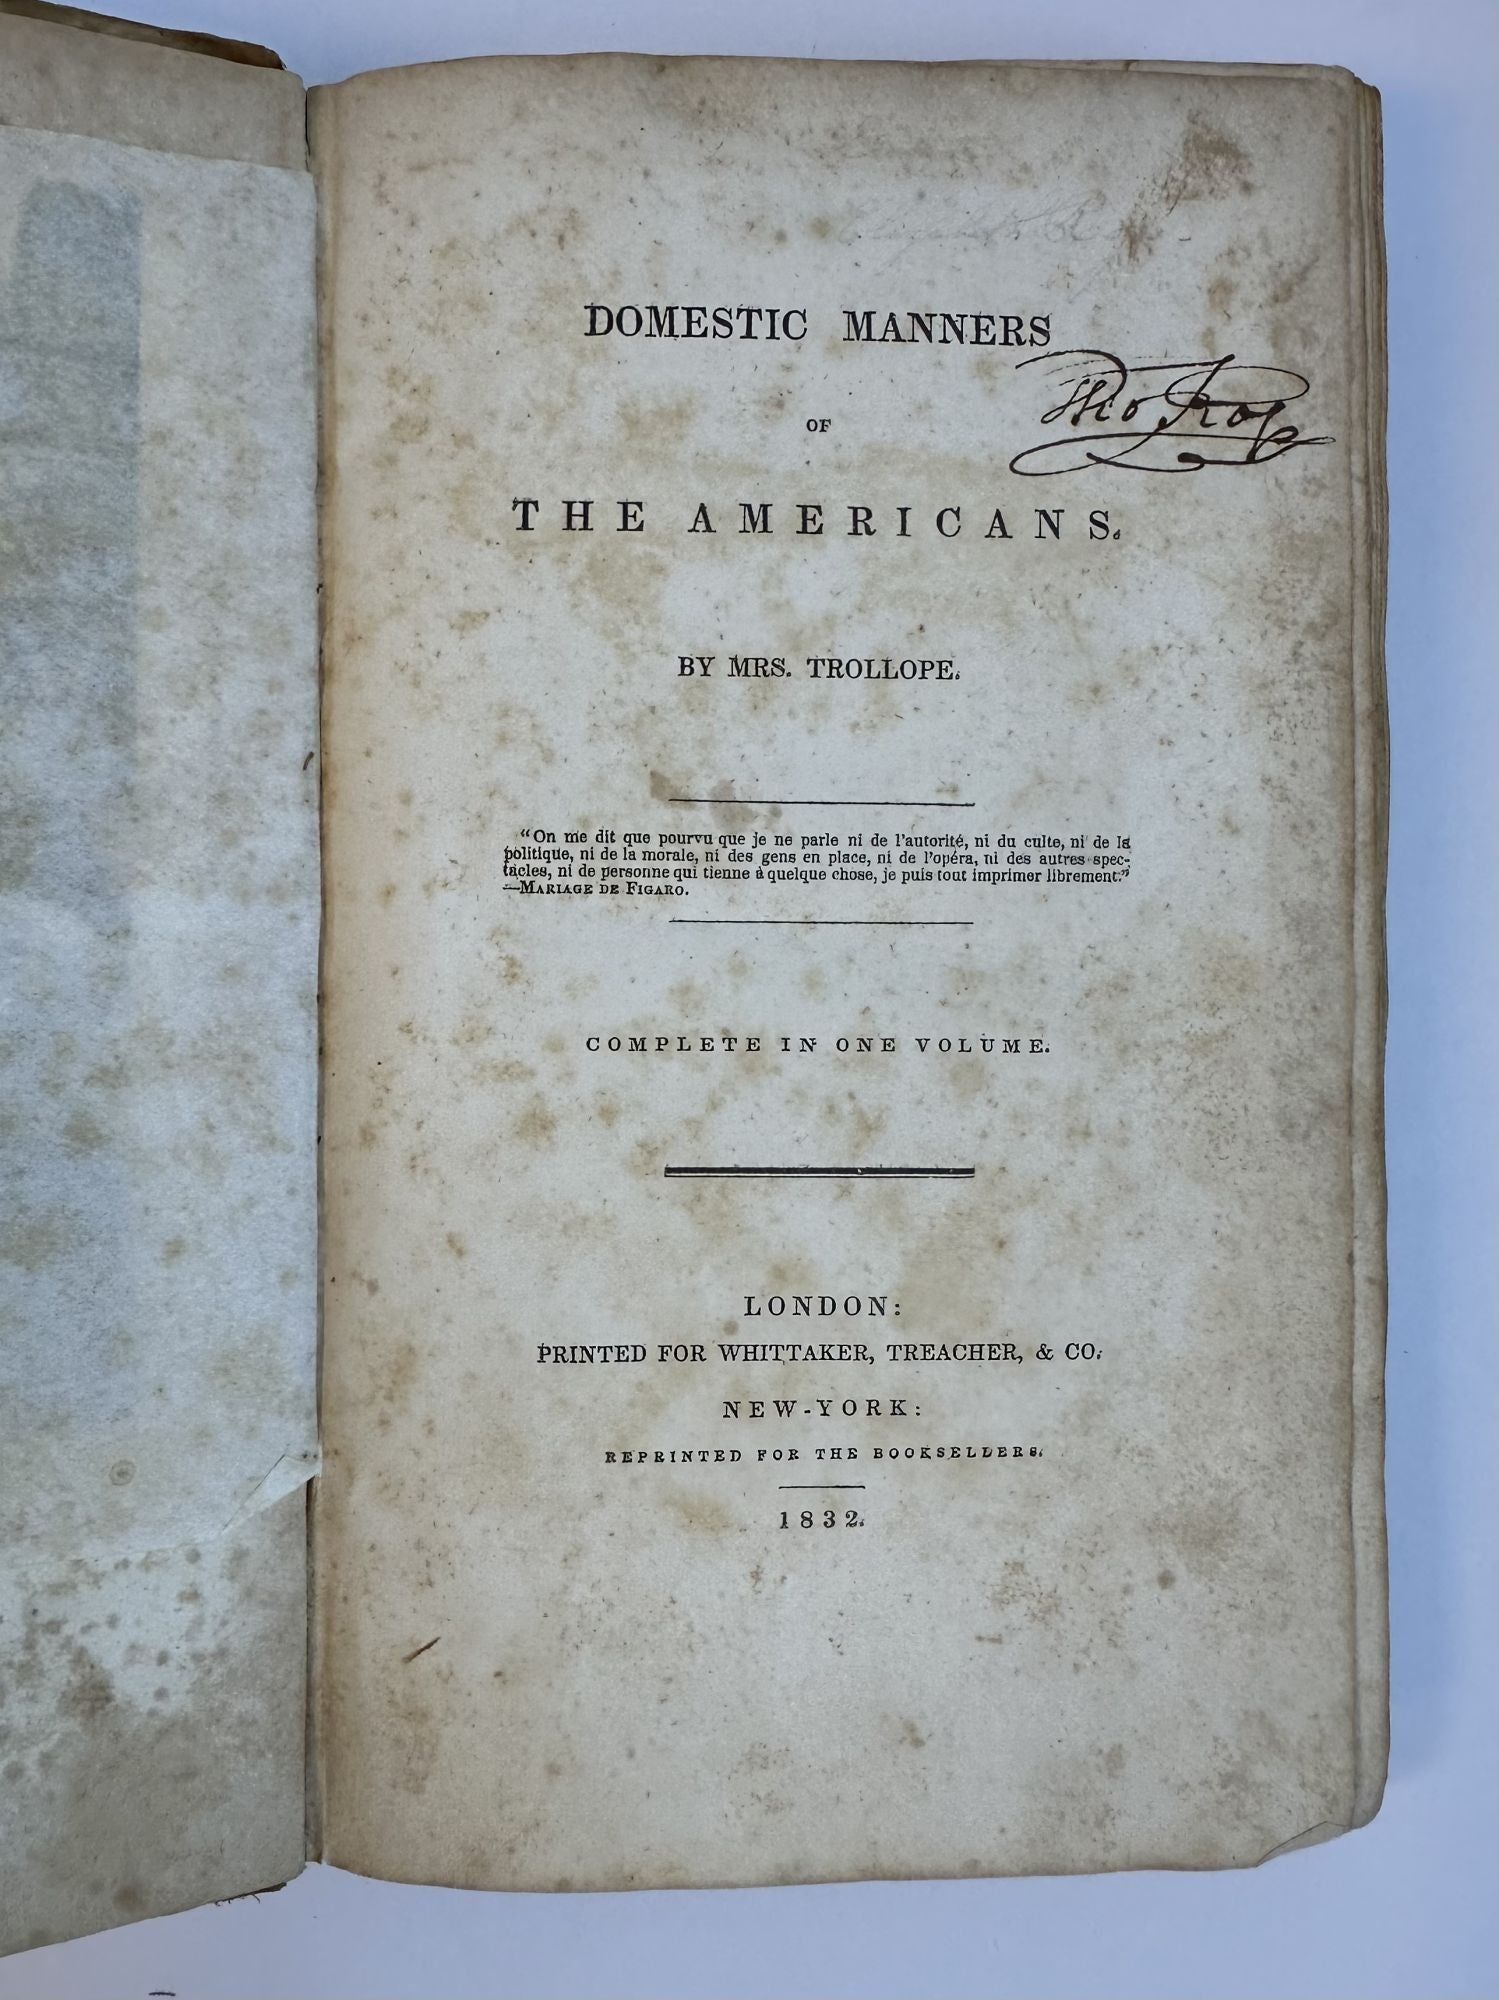 DOMESTIC MANNERS
OF
THE AMERICANS.
BY MRS. TROLLOPE.
“On me dit que pourvu que je ne parle ni de l’autorité, ni du culte, ni de la
politique, ni de la morale, ni des gens en place, ni de l’opéra, ni des autres spec-
tacles, ni de personne qui tienne à quelque chose, je puis tout imprimer librement.”
—MARIAGE DE FIGARO.
COMPLETE IN ONE VOLUME.
LONDON:
PRINTED FOR WHITTAKER, TREACHER, & CO.
NEW-YORK:
REPRINTED FOR THE BOOKSELLERS.
1832.